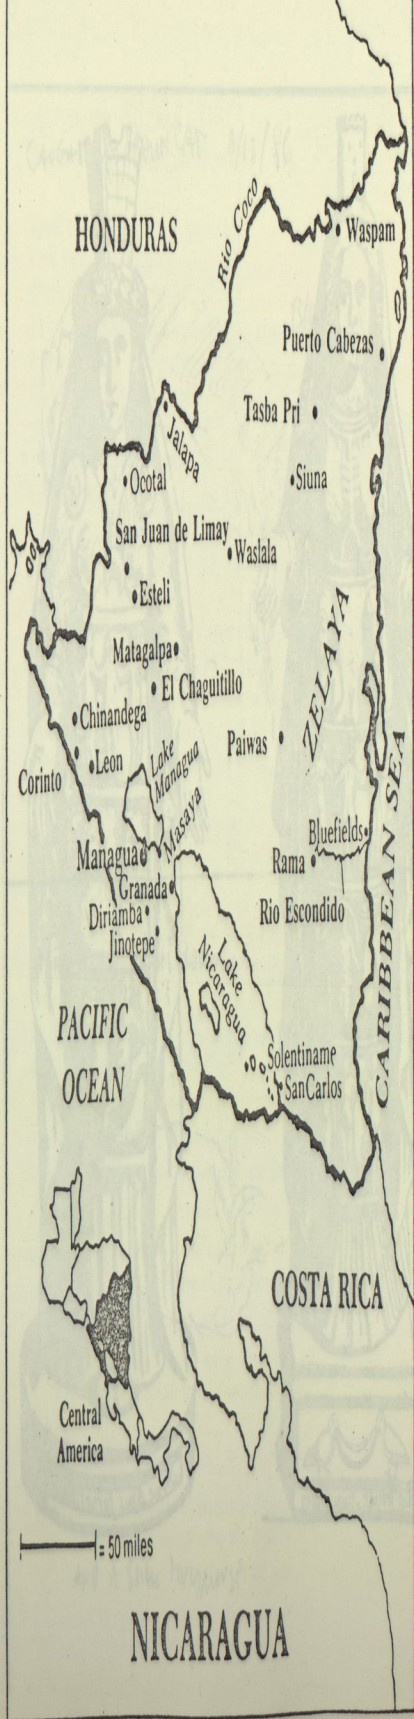 HONDURAS
Rio Coco
Waspam
Puerto Cabezas
Tasba Pri
Jalapa
Ocotal
Siuna
San Juan de Limay
Waslala
Esteli
ZELAYA
Matagalpa
El Chaguitillo
Chinandega
Paiwas
Lake
Managua
Leon
Corinto
Masaya
Bluefields
Managua
Rama
Granada
Rio Escondido
Diriamba
Jinotepe
CARIBBEAN SEA
Lake
Nicaragua
PACIFIC
OCEAN
Solentiname
San Carlos
COSTA RICA
Central
America
= 50 miles
NICARAGUA